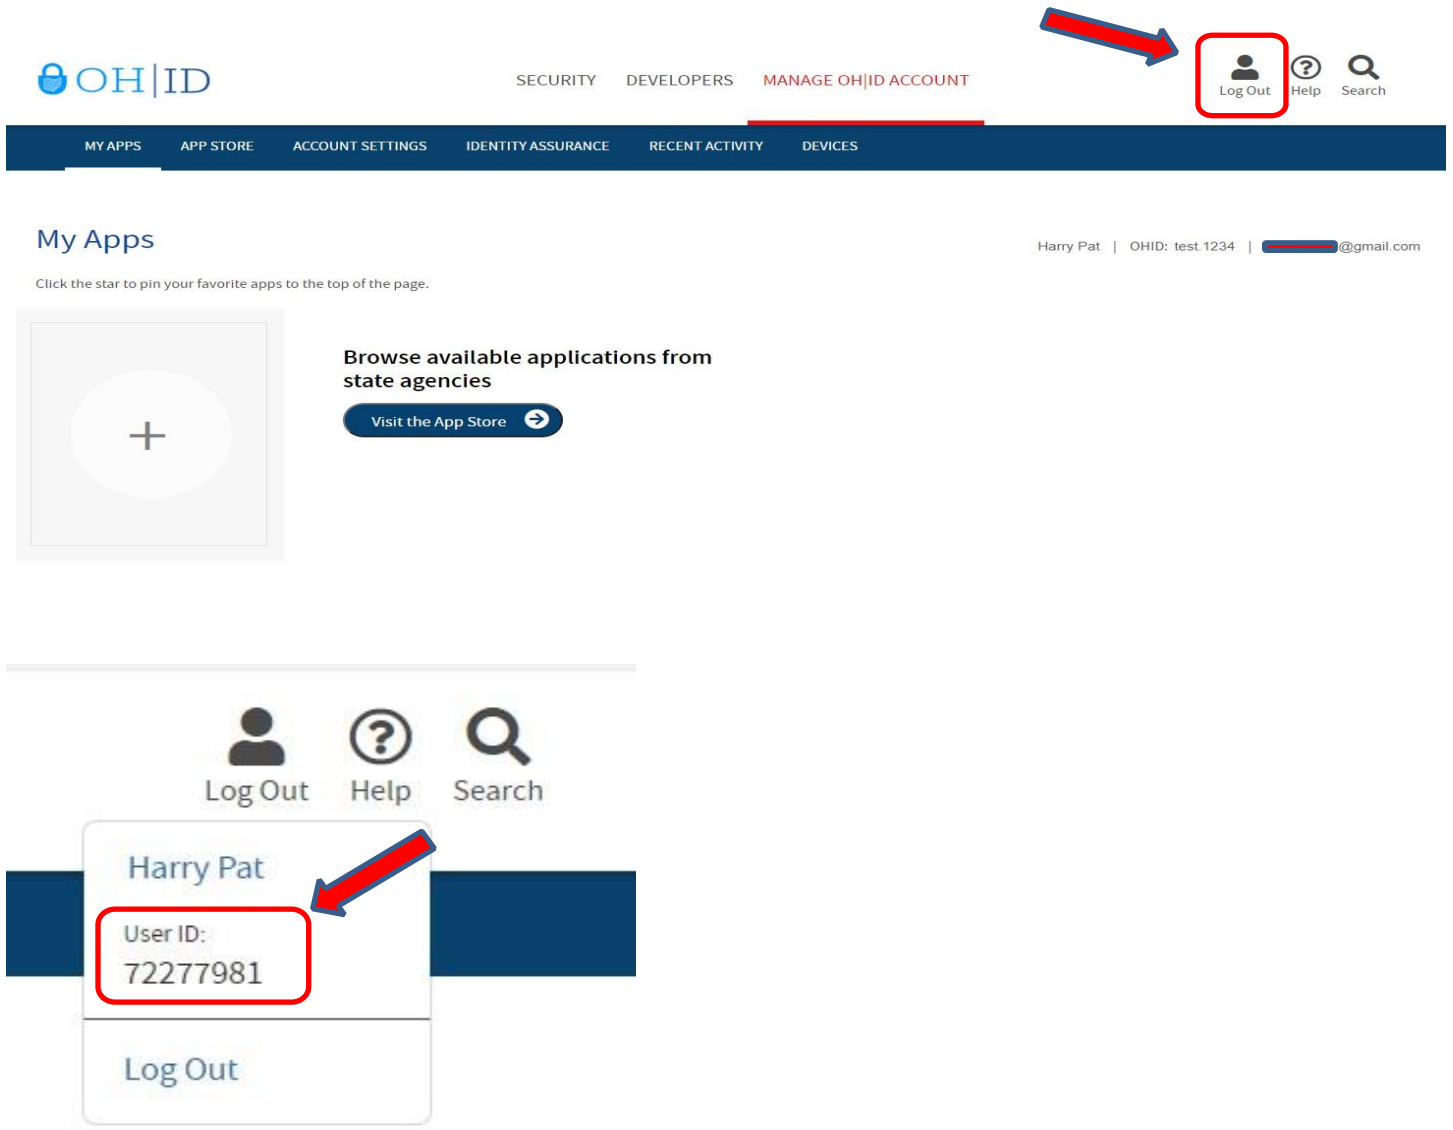 OH|ID
SECURITY DEVELOPERS MANAGE OH|ID ACCOUNT
Log Out Help Search
MY APPS APP STORE ACCOUNT SETTINGS IDENTITY ASSURANCE RECENT ACTIVITY DEVICES
My Apps
Harry Pat | OHID: test.1234 | @gmail.com
Click the star to pin your favorite apps to the top of the page.
Browse available applications from
state agencies
Visit the App Store
Log Out Help Search
Harry Pat
User ID:
72277981
Log Out